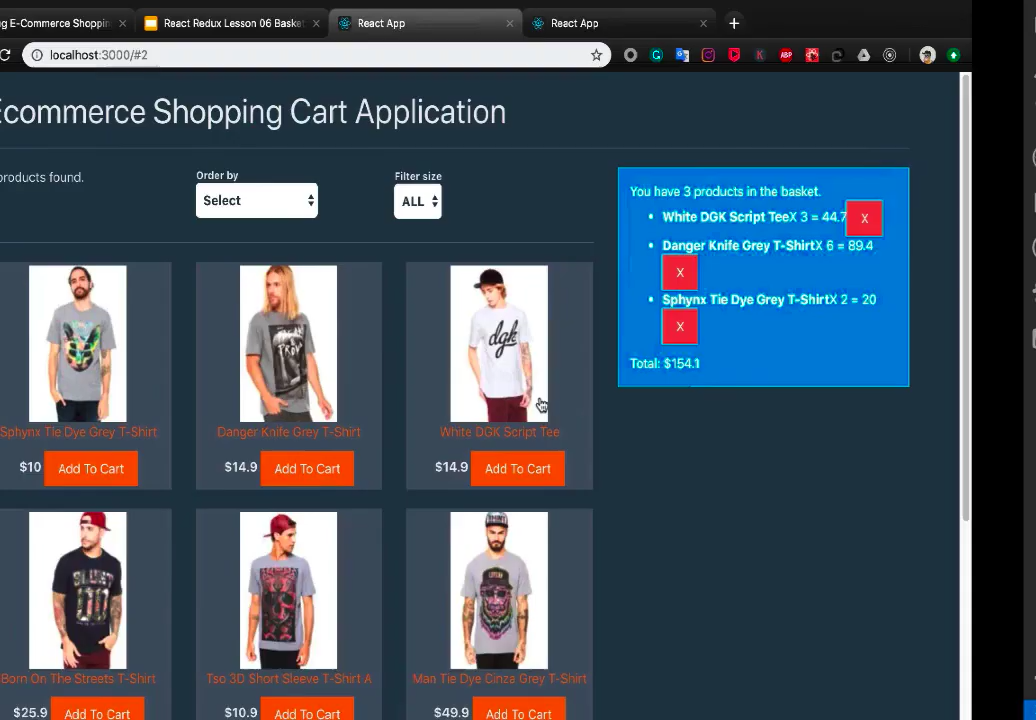 ng E-Commerce Shoppin
React Redux Lesson 06 Baske
React App
React App
localhost:3000/#2
ABP
Ecommerce Shopping Cart Application
products found.
Order by
Select
Filter size
ALL
You have 3 products in the basket.
White DGK Script TeeX 3 = 44.7
X
Danger Knife Grey T-ShirtX 6 = 89.4
X
Sphynx Tie Dye Grey T-ShirtX 2 = 20
X
Total: $154.1
dgk
Sphynx Tie Dye Grey T-Shirt
Danger Knife Grey T-Shirt
White DGK Script Tee
$10 Add To Cart
$14.9 Add To Cart
$14.9 Add To Cart
Born On The Streets T-Shirt
Tso 3D Short Sleeve T-Shirt A
Man Tie Dye Cinza Grey T-Shirt
$25.9 Add To Cart
$10.9 Add To Cart
$49.9 Add To Cart